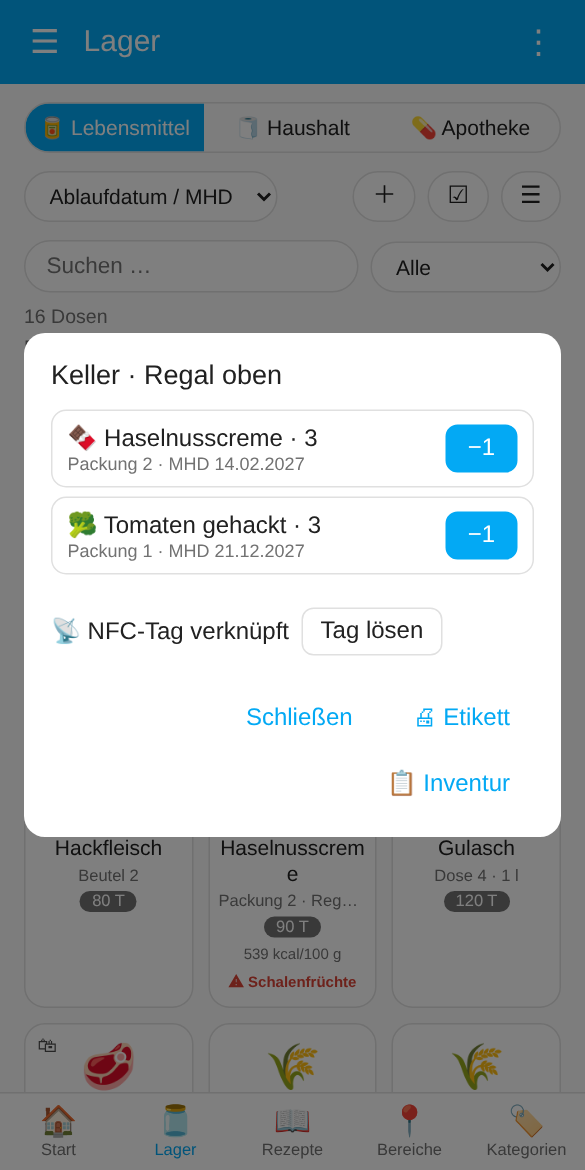 ☰ Lager ⋮
🥫 Lebensmittel 🧻 Haushalt 💊 Apotheke
Ablaufdatum / MHD
Suchen … Alle
16 Dosen
Keller · Regal oben
🍫 Haselnusscreme · 3
Packung 2 · MHD 14.02.2027
−1
🥦 Tomaten gehackt · 3
Packung 1 · MHD 21.12.2027
−1
📡 NFC-Tag verknüpft Tag lösen
Schließen 🖨 Etikett
📋 Inventur
Hackfleisch
Beutel 2
80 T
Haselnusscrem
e
Packung 2 · Reg…
90 T
539 kcal/100 g
⚠ Schalenfrüchte
Gulasch
Dose 4 · 1 l
120 T
Start Lager Rezepte Bereiche Kategorien